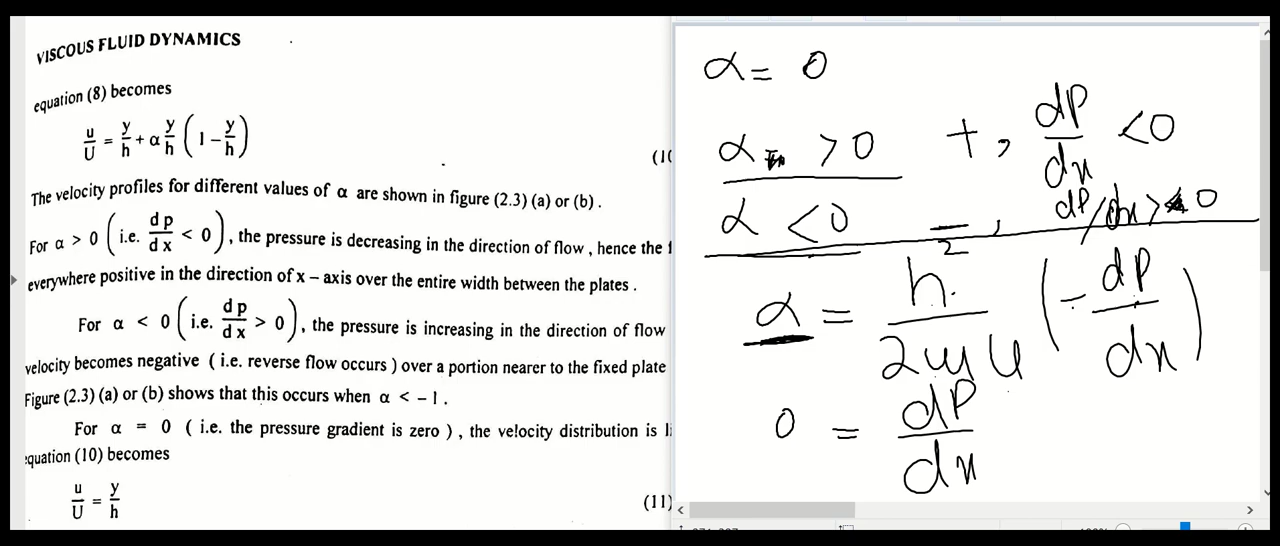 VISCOUS FLUID DYNAMICS
equation (8) becomes
u/U = y/h + α y/h (1 − y/h)
(10
The velocity profiles for different values of α are shown in figure (2.3) (a) or (b) .
For α > 0 ( i.e. dp/dx < 0 ) , the pressure is decreasing in the direction of flow , hence the f
everywhere positive in the direction of x – axis over the entire width between the plates .
For α < 0 ( i.e. dp/dx > 0 ) , the pressure is increasing in the direction of flow
velocity becomes negative ( i.e. reverse flow occurs ) over a portion nearer to the fixed plate
Figure (2.3) (a) or (b) shows that this occurs when α < – 1 .
For α = 0 ( i.e. the pressure gradient is zero ) , the velocity distribution is li
equation (10) becomes
u/U = y/h
(11)
α = 0
α > 0 + , dP/dx < 0
α < 0 − , dP/dx > 0
α = h²/2μU (− dP/dx)
0 = dP/dx